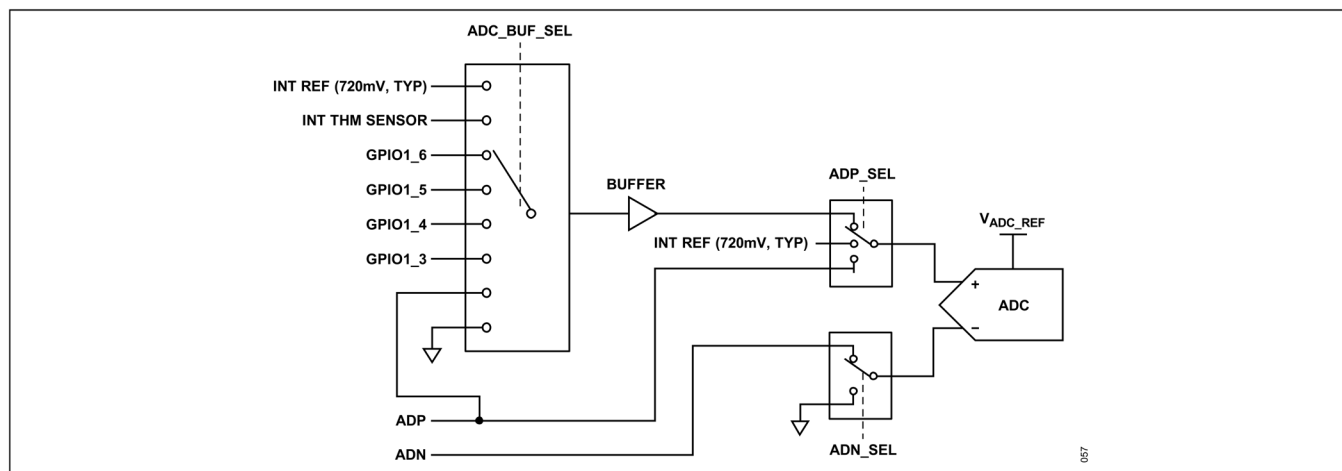 ADC_BUF_SEL
INT REF (720mV, TYP)
INT THM SENSOR
GPIO1_6
GPIO1_5
GPIO1_4
GPIO1_3
BUFFER
ADP_SEL
INT REF (720mV, TYP)
VADC_REF
+
ADC
−
ADP
ADN
ADN_SEL
057